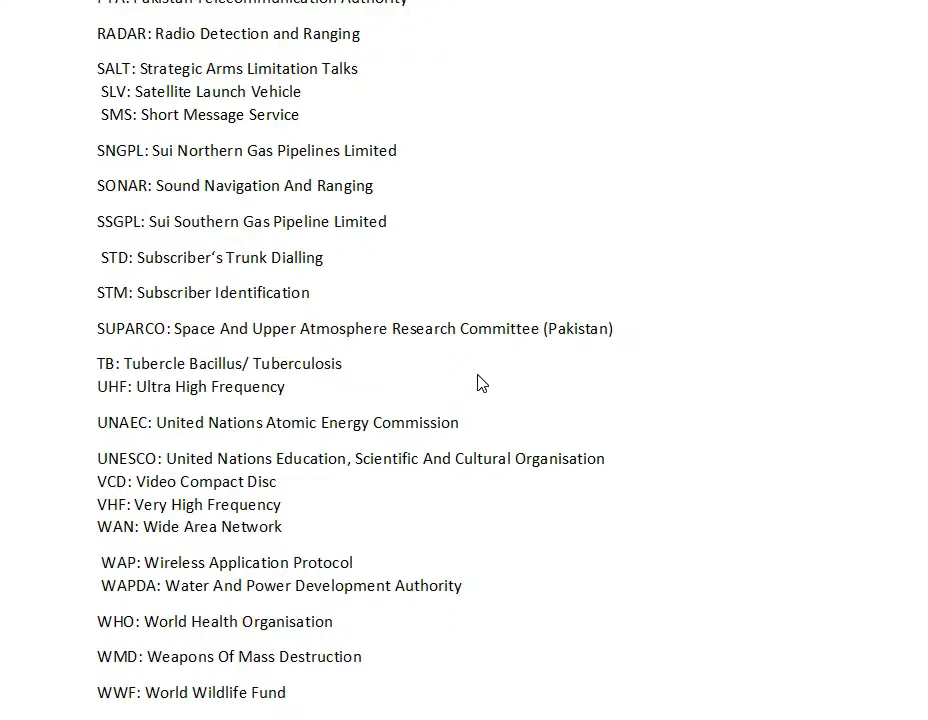 PTA: Pakistan Telecommunication Authority
RADAR: Radio Detection and Ranging
SALT: Strategic Arms Limitation Talks
SLV: Satellite Launch Vehicle
SMS: Short Message Service
SNGPL: Sui Northern Gas Pipelines Limited
SONAR: Sound Navigation And Ranging
SSGPL: Sui Southern Gas Pipeline Limited
STD: Subscriber‘s Trunk Dialling
STM: Subscriber Identification
SUPARCO: Space And Upper Atmosphere Research Committee (Pakistan)
TB: Tubercle Bacillus/ Tuberculosis
UHF: Ultra High Frequency
UNAEC: United Nations Atomic Energy Commission
UNESCO: United Nations Education, Scientific And Cultural Organisation
VCD: Video Compact Disc
VHF: Very High Frequency
WAN: Wide Area Network
WAP: Wireless Application Protocol
WAPDA: Water And Power Development Authority
WHO: World Health Organisation
WMD: Weapons Of Mass Destruction
WWF: World Wildlife Fund